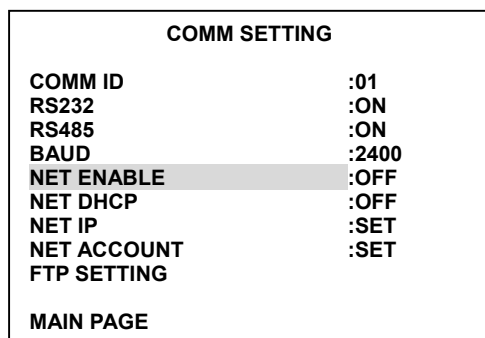 COMM SETTING
COMM ID :01
RS232 :ON
RS485 :ON
BAUD :2400
NET ENABLE :OFF
NET DHCP :OFF
NET IP :SET
NET ACCOUNT :SET
FTP SETTING
MAIN PAGE